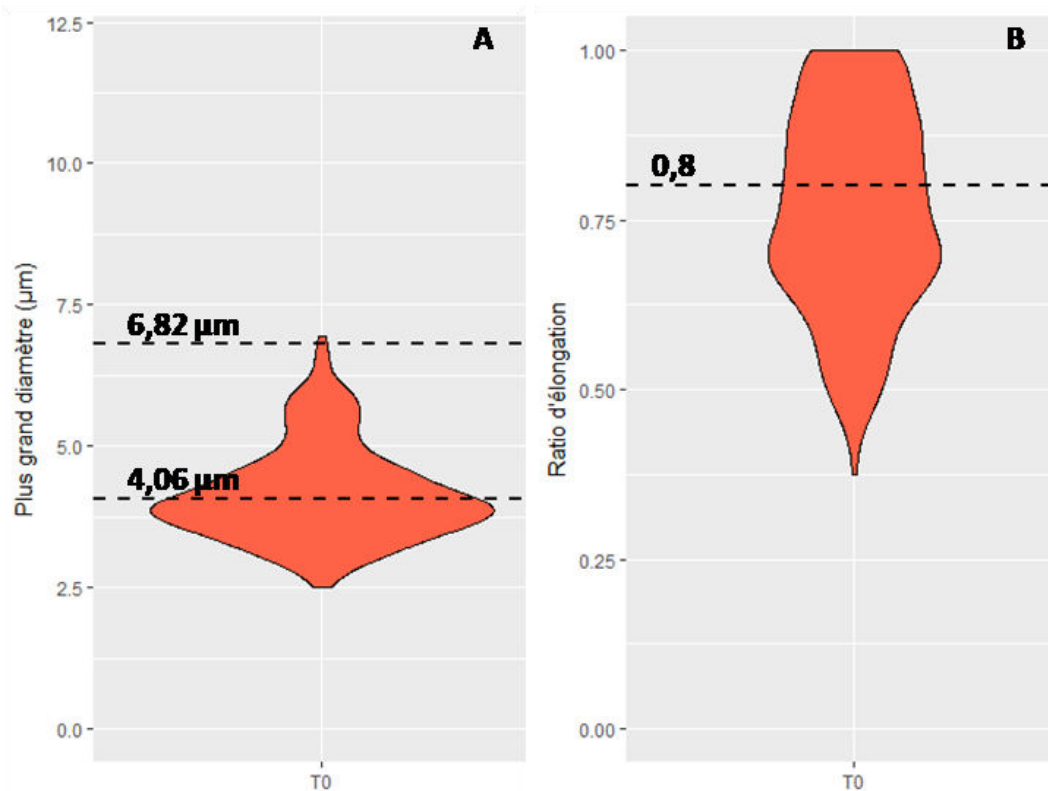 A
12.5
10.0
7.5
5.0
2.5
0.0
Plus grand diamètre (µm)
6,82 µm
4,06 µm
T0
B
1.00
0.75
0.50
0.25
0.00
Ratio d'élongation
0,8
T0